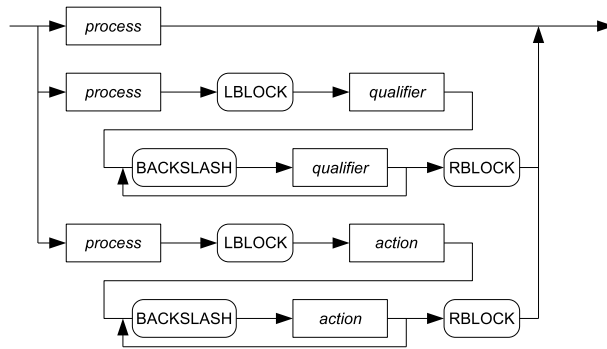 process
process LBLOCK qualifier
BACKSLASH qualifier RBLOCK
process LBLOCK action
BACKSLASH action RBLOCK